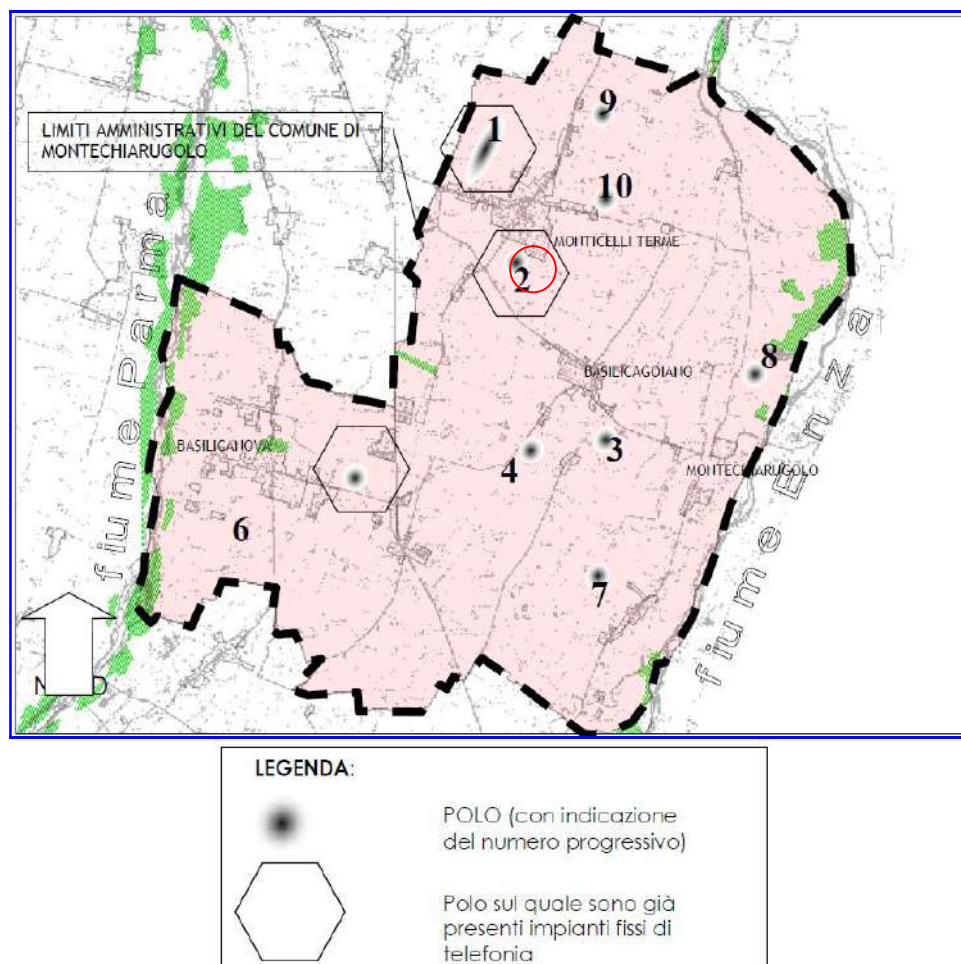 9
1
LIMITI AMMINISTRATIVI DEL COMUNE DI
MONTECHIARUGOLO
10
MONTICELLI TERME
2
fiume Parma
8
BASILICAGOIANO
fiume Enza
BASILICANOVA
3
4
MONTECHIARUGOLO
6
7
N D
LEGENDA:
POLO (con indicazione
del numero progressivo)
Polo sul quale sono già
presenti impianti fissi di
telefonia